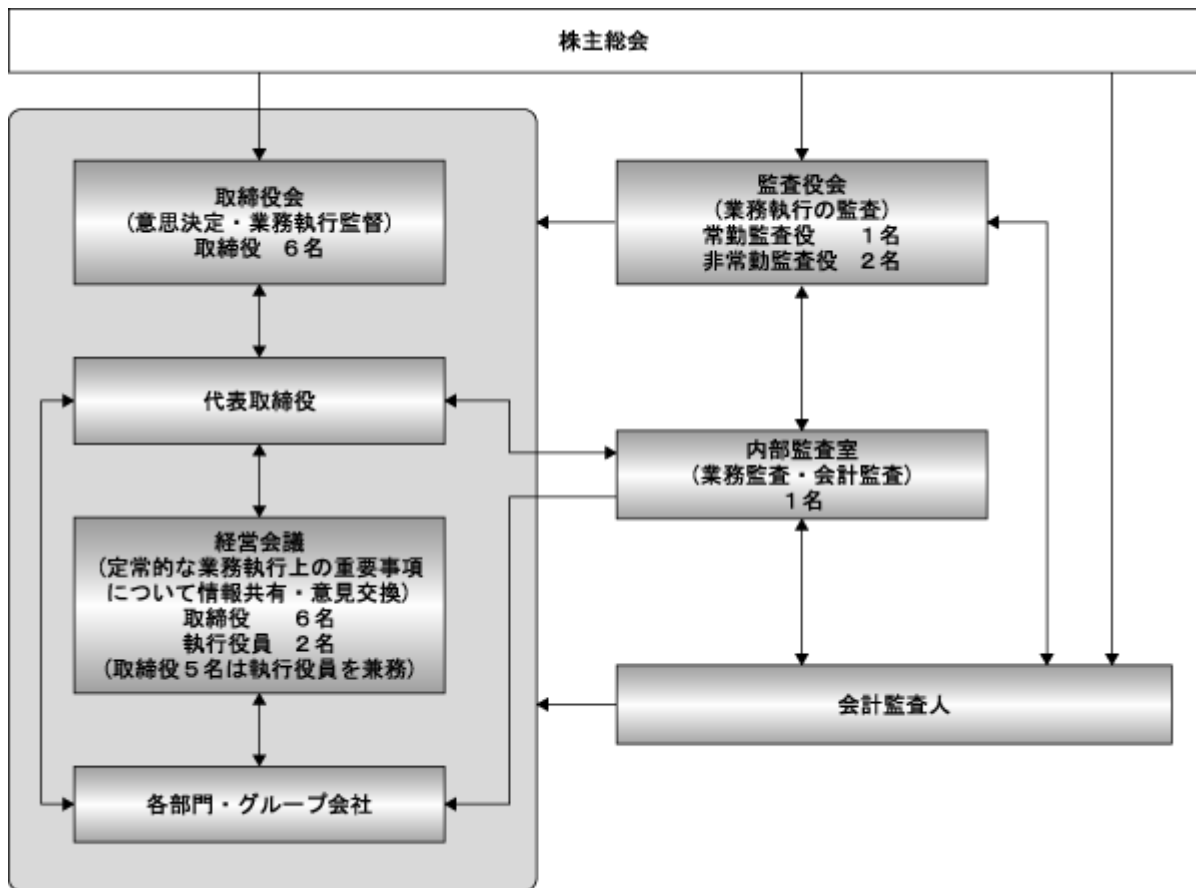 株主総会
取締役会
(意思決定・業務執行監督)
取締役　６名
監査役会
(業務執行の監査)
常勤監査役　　１名
非常勤監査役　２名
代表取締役
内部監査室
(業務監査・会計監査)
１名
経営会議
(定常的な業務執行上の重要事項
について情報共有・意見交換)
取締役　　６名
執行役員　２名
(取締役５名は執行役員を兼務)
会計監査人
各部門・グループ会社